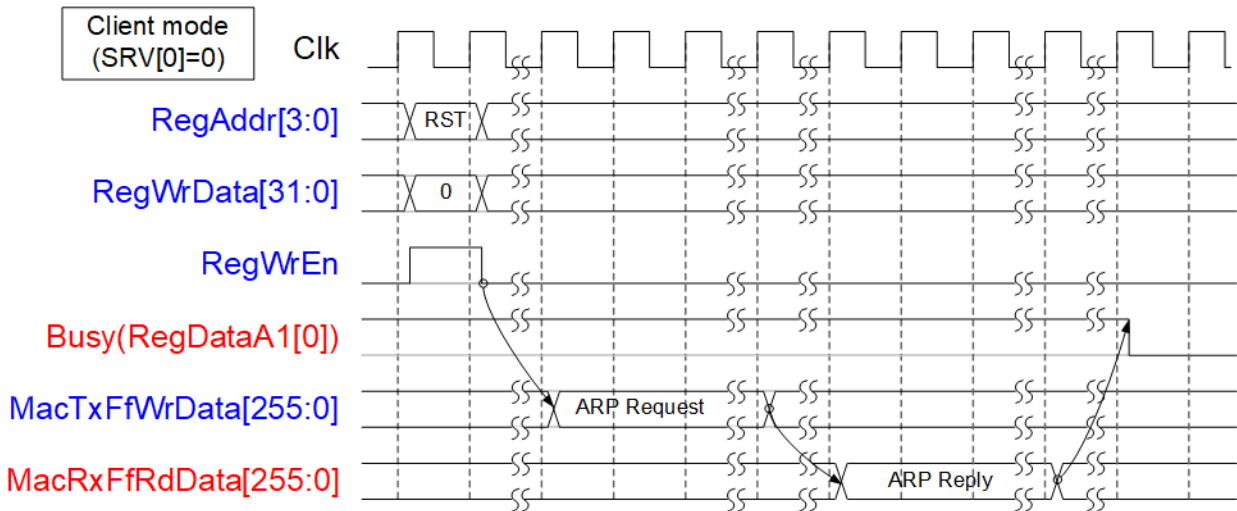 Client mode
(SRV[0]=0)
Clk
RegAddr[3:0]
RST
RegWrData[31:0]
0
RegWrEn
Busy(RegDataA1[0])
MacTxFfWrData[255:0]
ARP Request
MacRxFfRdData[255:0]
ARP Reply